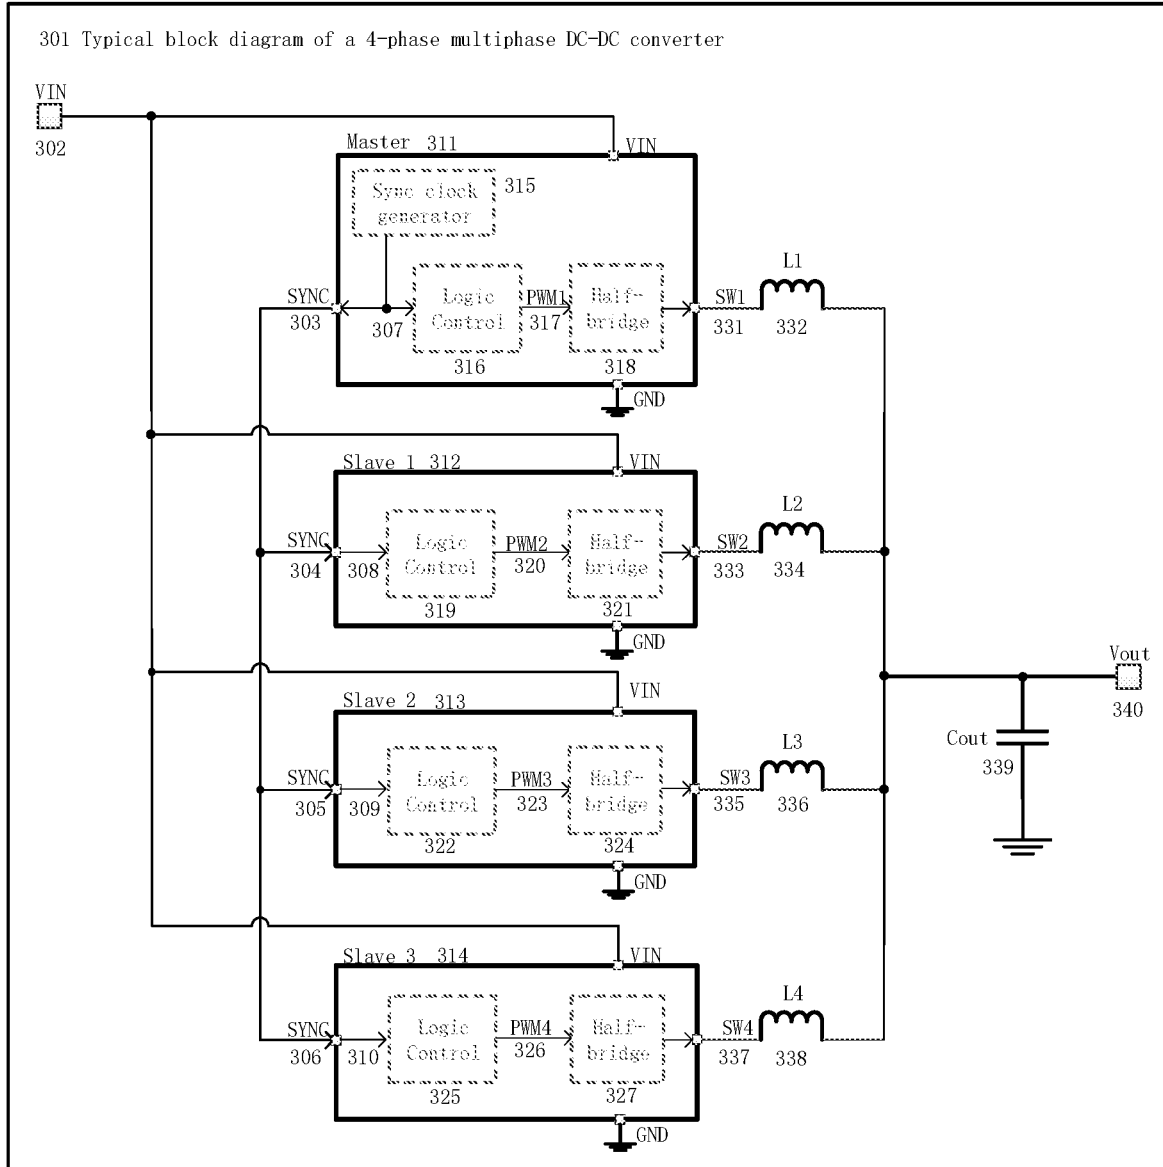 301 Typical block diagram of a 4-phase multiphase DC-DC converter
VIN
302
Master 311
VIN
Sync clock
generator
315
SYNC
303
307
Logic
Control
316
PWM1
317
Half-
bridge
318
SW1
331
L1
332
GND
Slave 1 312
VIN
SYNC
304
308
Logic
Control
319
PWM2
320
Half-
bridge
321
SW2
333
L2
334
GND
Slave 2 313
VIN
SYNC
305
309
Logic
Control
322
PWM3
323
Half-
bridge
324
SW3
335
L3
336
GND
Vout
340
Cout
339
Slave 3 314
VIN
SYNC
306
310
Logic
Control
325
PWM4
326
Half-
bridge
327
SW4
337
L4
338
GND